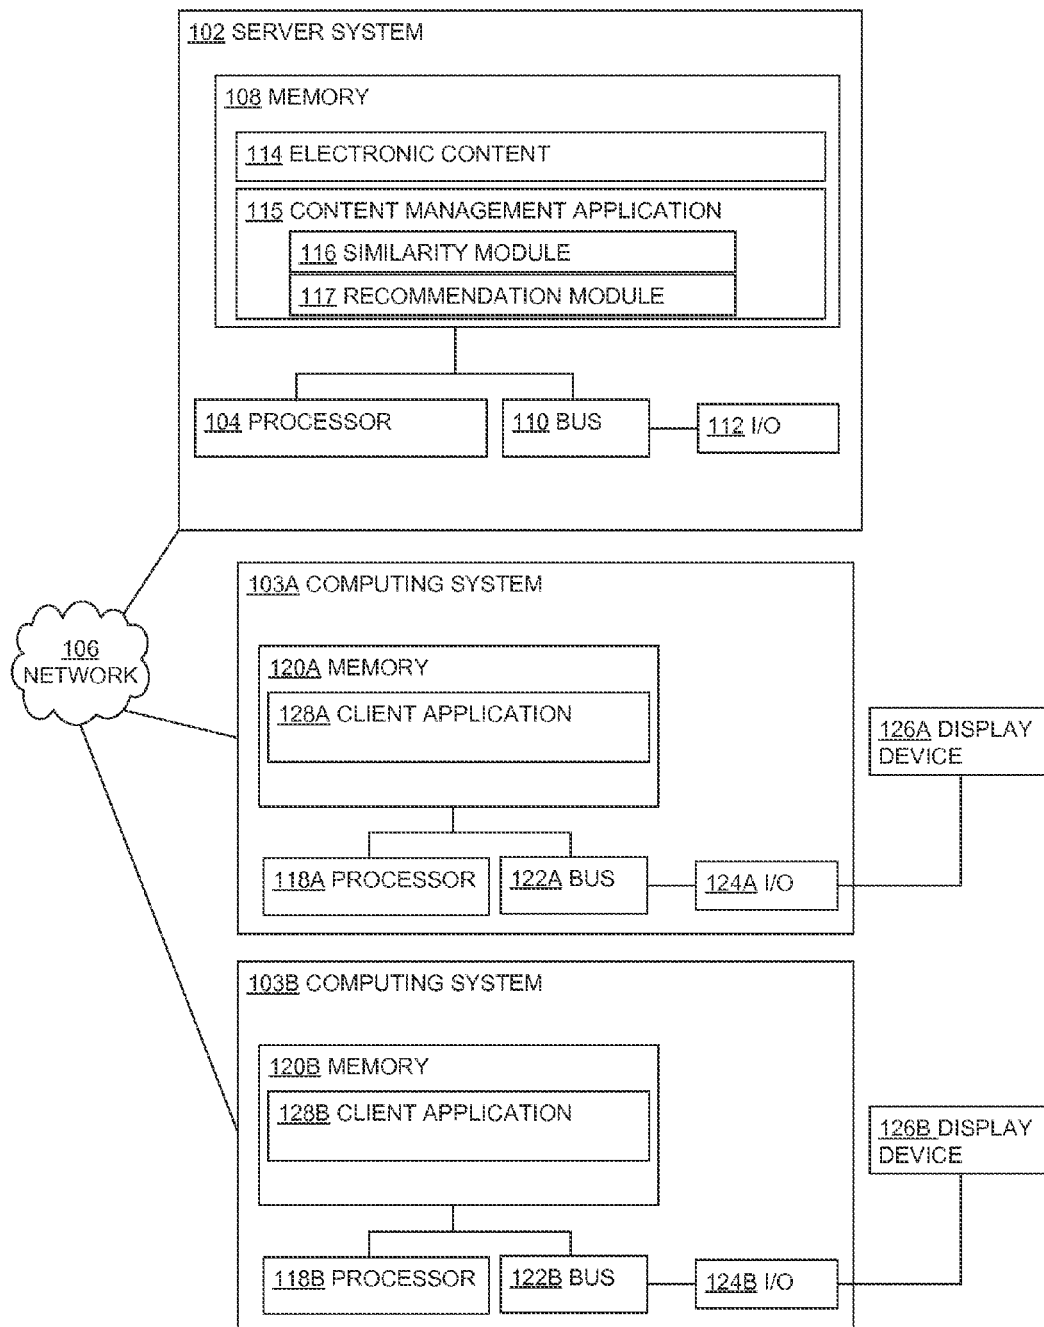 102 SERVER SYSTEM
108 MEMORY
114 ELECTRONIC CONTENT
115 CONTENT MANAGEMENT APPLICATION
116 SIMILARITY MODULE
117 RECOMMENDATION MODULE
104 PROCESSOR
110 BUS
112 I/O
106
NETWORK
103A COMPUTING SYSTEM
120A MEMORY
128A CLIENT APPLICATION
126A DISPLAY
DEVICE
118A PROCESSOR
122A BUS
124A I/O
103B COMPUTING SYSTEM
120B MEMORY
128B CLIENT APPLICATION
126B DISPLAY
DEVICE
118B PROCESSOR
122B BUS
124B I/O